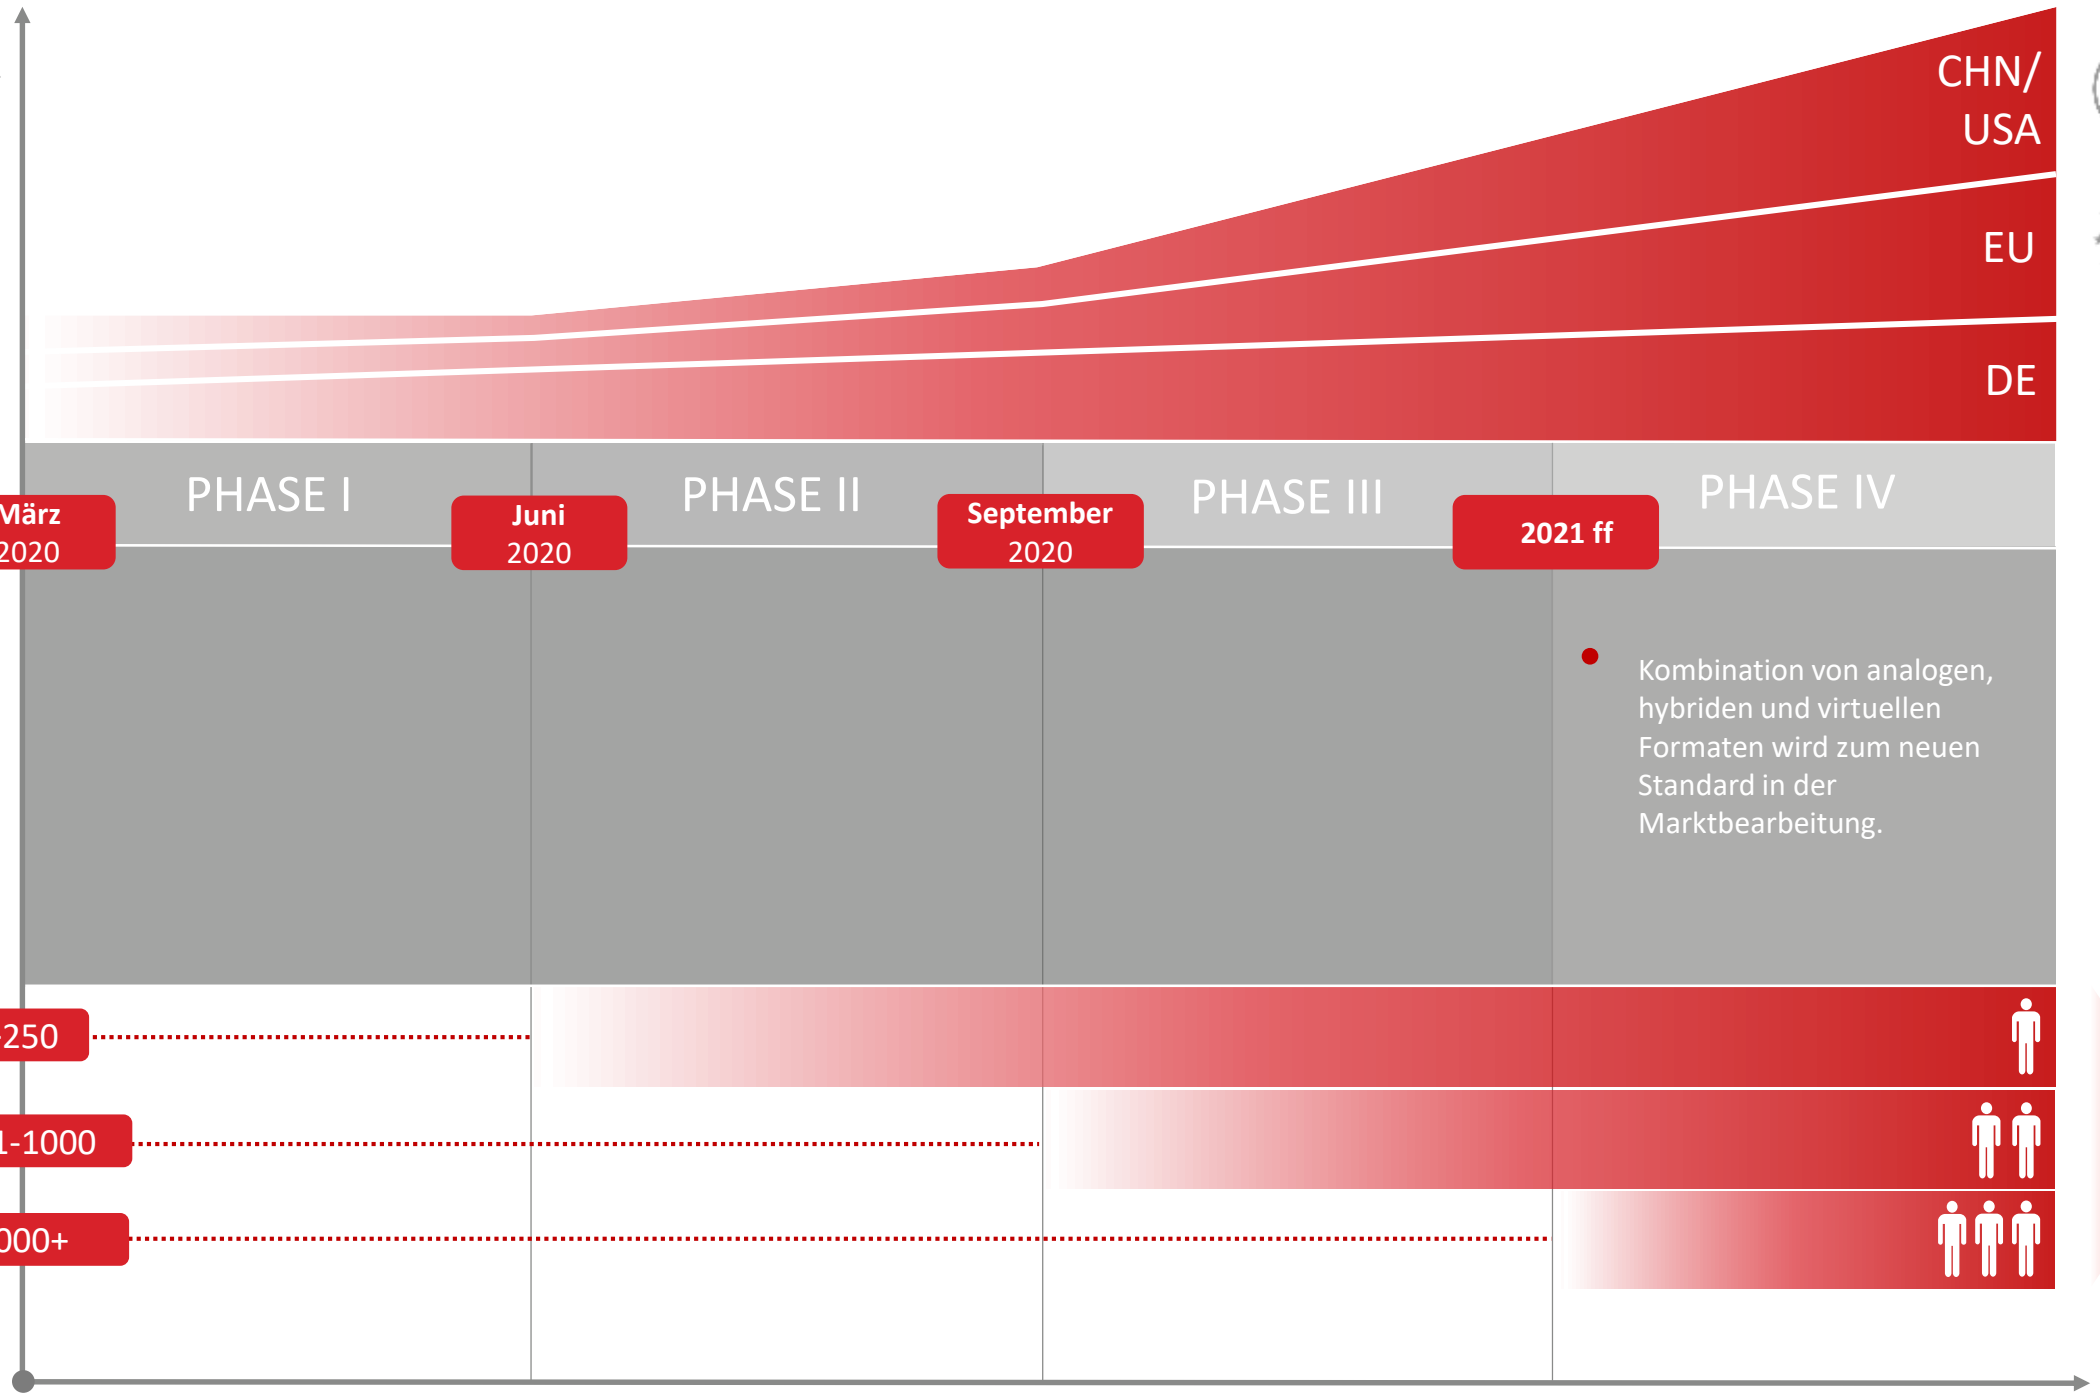 CHN/
USA
EU
DE
PHASE I
PHASE II
PHASE III
PHASE IV
März
2020
Juni
2020
September
2020
2021 ff
Kombination von analogen,
hybriden und virtuellen
Formaten wird zum neuen
Standard in der
Marktbearbeitung.
250
1-1000
000+